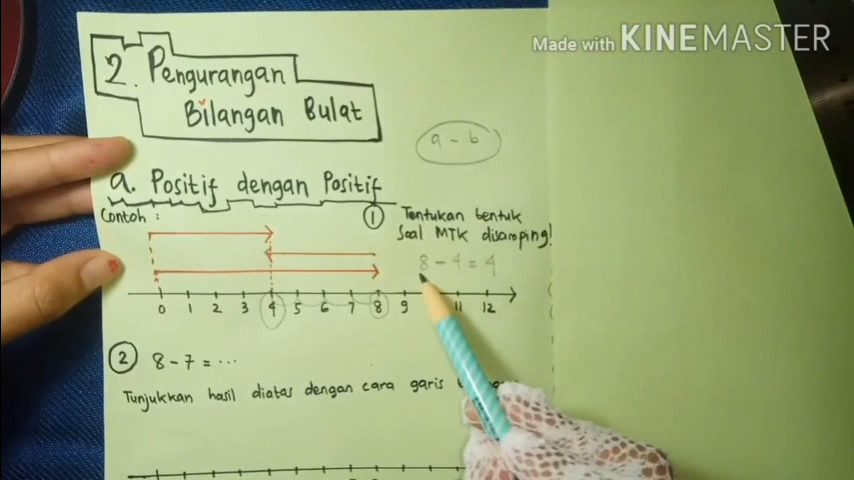 Made with KINEMASTER
2. Pengurangan
Bilangan Bulat
a - b
a. Positif dengan Positif
Contoh :
1 Tentukan bentuk
Soal MTK disamping!
8 - 4 = 4
0 1 2 3 4 5 6 7 8 9 11 12
2 8 - 7 = ...
Tunjukkan hasil diatas dengan cara garis